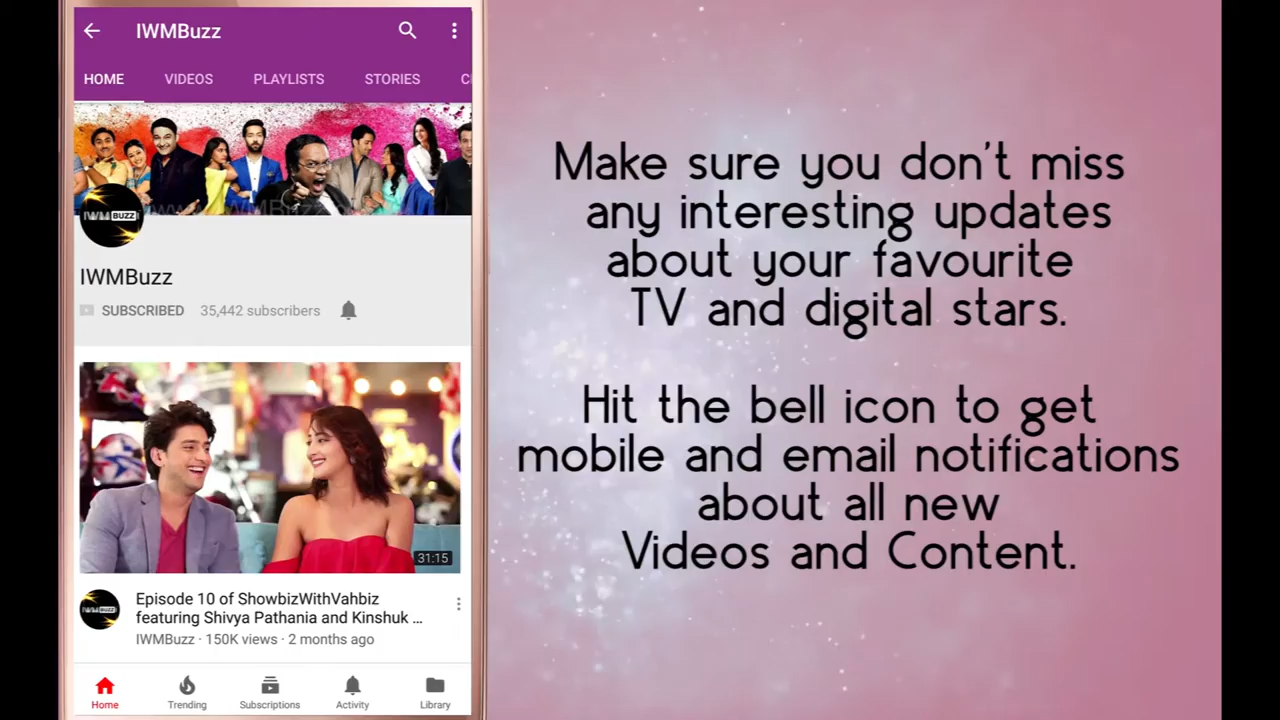 IWMBuzz
HOME VIDEOS PLAYLISTS STORIES
IWMBUZZ
IWMBuzz
SUBSCRIBED 35,442 subscribers
31:15
IWMBUZZ
Episode 10 of ShowbizWithVahbiz
featuring Shivya Pathania and Kinshuk ...
IWMBuzz · 150K views · 2 months ago
Home Trending Subscriptions Activity Library
Make sure you don't miss
any interesting updates
about your favourite
TV and digital stars.
Hit the bell icon to get
mobile and email notifications
about all new
Videos and Content.